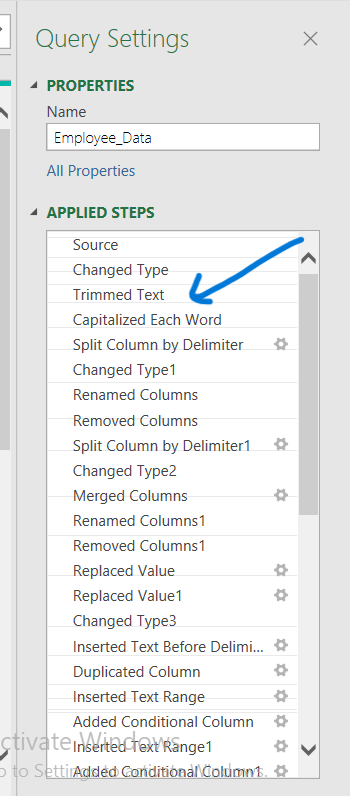 Query Settings
PROPERTIES
Name
Employee_Data
All Properties
APPLIED STEPS
Source
Changed Type
Trimmed Text
Capitalized Each Word
Split Column by Delimiter
Changed Type1
Renamed Columns
Removed Columns
Split Column by Delimiter1
Changed Type2
Merged Columns
Renamed Columns1
Removed Columns1
Replaced Value
Replaced Value1
Changed Type3
Inserted Text Before Delimi...
Duplicated Column
Inserted Text Range
Added Conditional Column
ctivate Windows
Inserted Text Range1
o to Settings to activate Windows.
Added Conditional Column1